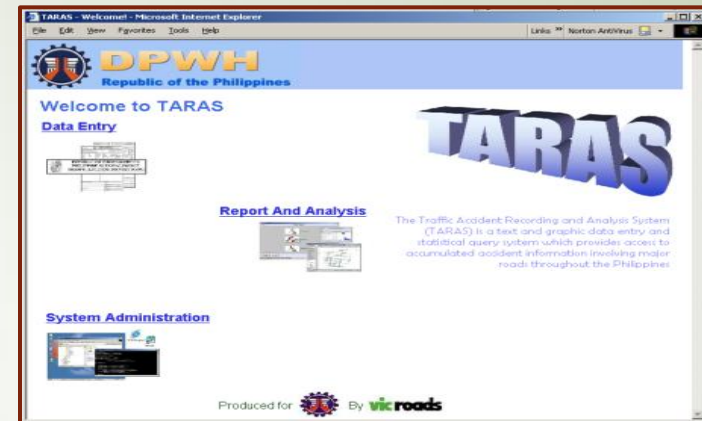 TARAS - Welcome! - Microsoft Internet Explorer
File Edit View Favorites Tools Help
Links » Norton AntiVirus
DPWH
Republic of the Philippines
Welcome to TARAS
Data Entry
TARAS
Report And Analysis
The Traffic Accident Recording and Analysis System
(TARAS) is a text and graphic data entry and
statistical query system which provides access to
accumulated accident information involving major
roads throughout the Philippines
System Administration
Produced for By vic roads